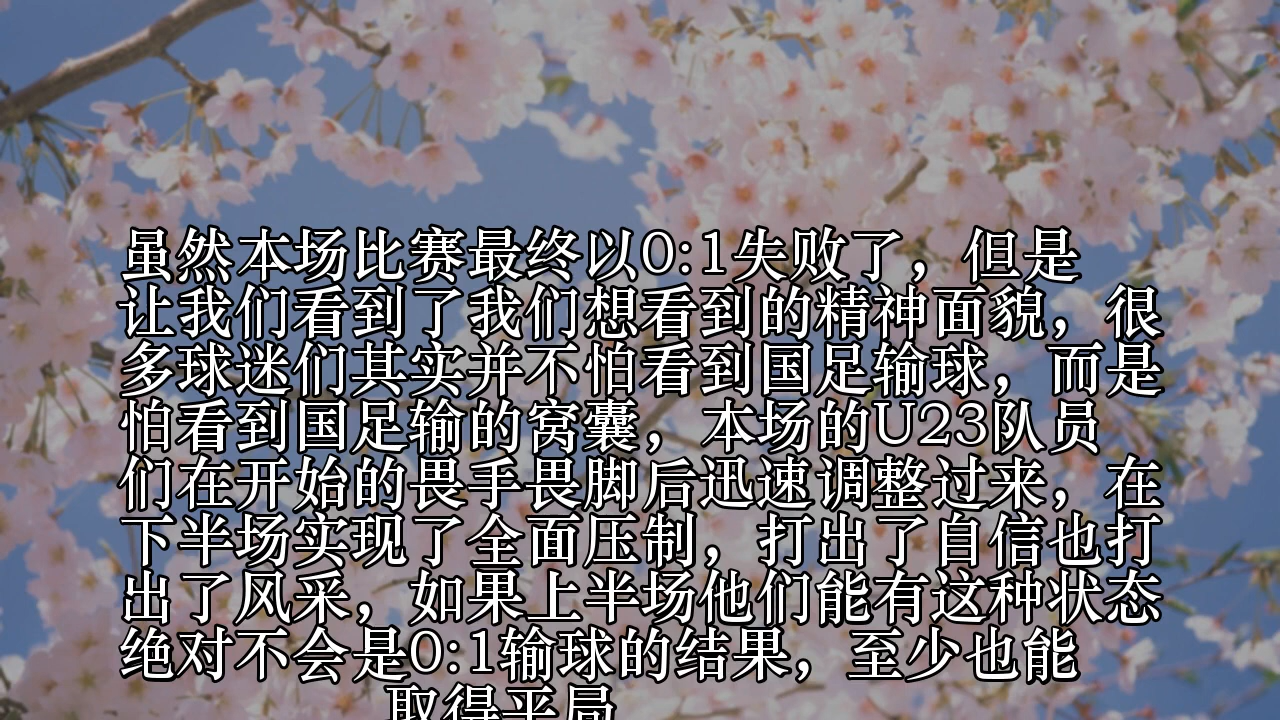 虽然本场比赛最终以0:1失败了，但是
让我们看到了我们想看到的精神面貌，很
多球迷们其实并不怕看到国足输球，而是
怕看到国足输的窝囊，本场的U23队员
们在开始的畏手畏脚后迅速调整过来，在
下半场实现了全面压制，打出了自信也打
出了风采，如果上半场他们能有这种状态
绝对不会是0:1输球的结果，至少也能
取得平局